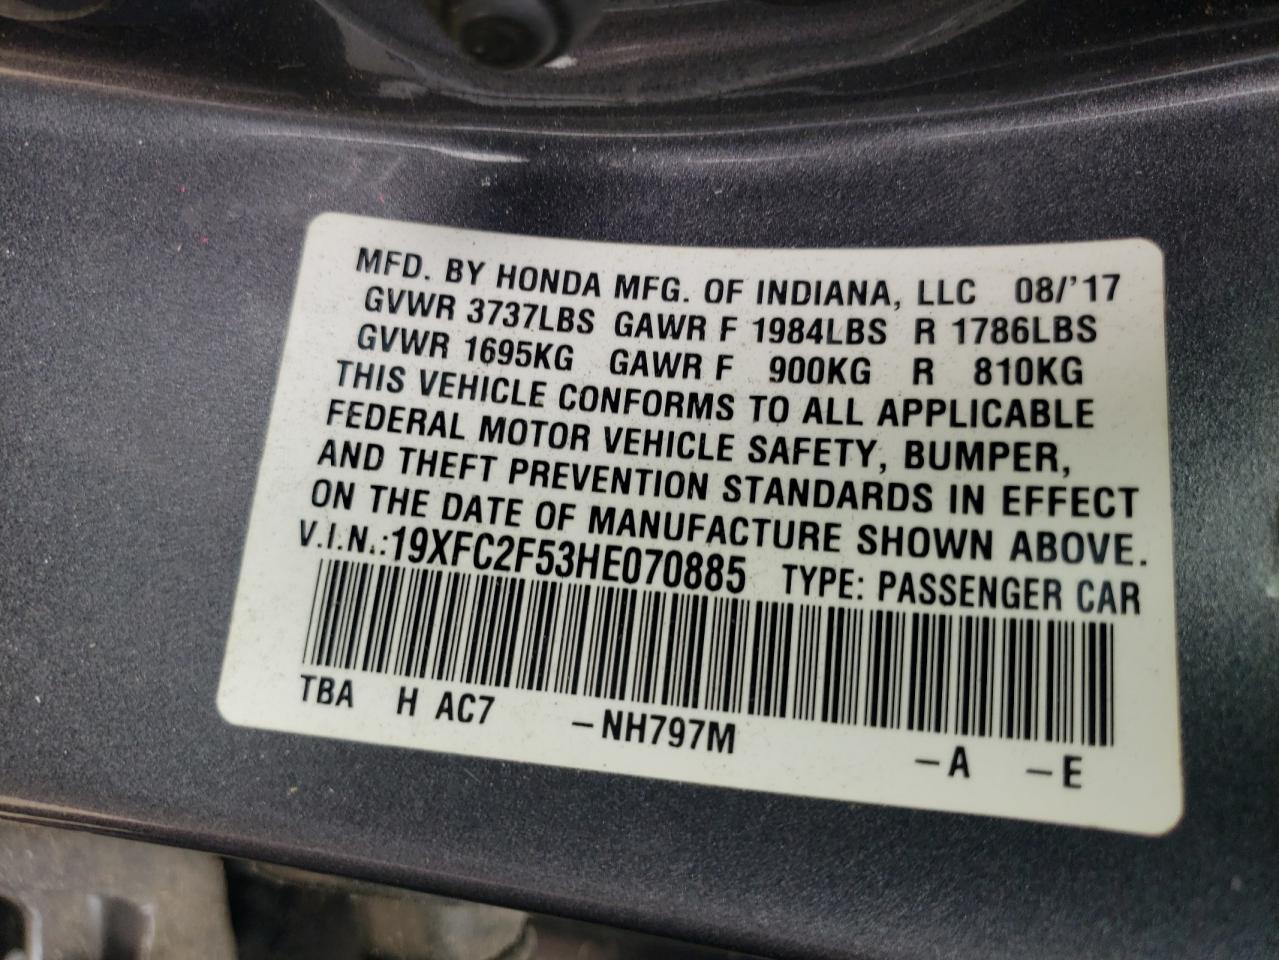 MFD. BY HONDA MFG. OF INDIANA, LLC 08/'17
GVWR 3737LBS GAWR F 1984LBS R 1786LBS
GVWR 1695KG GAWR F 900KG R 810KG
THIS VEHICLE CONFORMS TO ALL APPLICABLE
FEDERAL MOTOR VEHICLE SAFETY, BUMPER,
AND THEFT PREVENTION STANDARDS IN EFFECT
ON THE DATE OF MANUFACTURE SHOWN ABOVE.
V.I.N.:19XFC2F53HE070885 TYPE: PASSENGER CAR
TBA H AC7 –NH797M –A –E